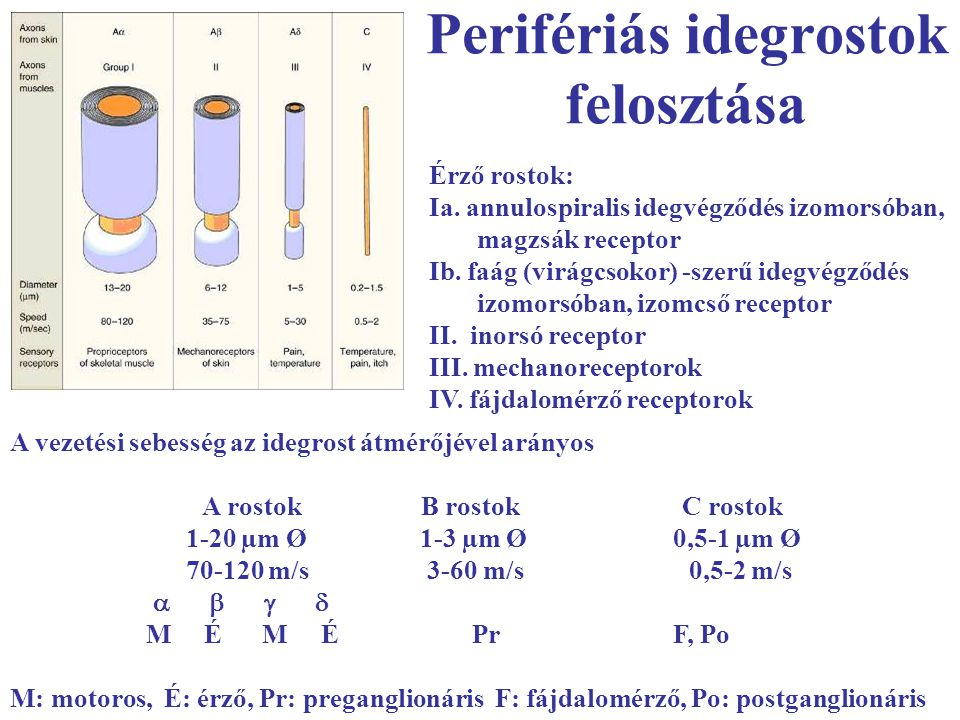 Perifériás idegrostok
felosztása
Axons from skin Aα Aβ Aδ C
Axons from muscles Group I II III IV
Diameter (μm) 13–20 6–12 1–5 0.2–1.5
Speed (m/sec) 80–120 35–75 5–30 0.5–2
Sensory receptors Proprioceptors of skeletal muscle Mechanoreceptors of skin Pain, temperature Temperature, pain, itch
Érző rostok:
Ia. annulospiralis idegvégződés izomorsóban,
magzsák receptor
Ib. faág (virágcsokor) -szerű idegvégződés
izomorsóban, izomcső receptor
II. inorsó receptor
III. mechanoreceptorok
IV. fájdalomérző receptorok
A vezetési sebesség az idegrost átmérőjével arányos
A rostok B rostok C rostok
1-20 μm Ø 1-3 μm Ø 0,5-1 μm Ø
70-120 m/s 3-60 m/s 0,5-2 m/s
α β γ δ
M É M É Pr F, Po
M: motoros, É: érző, Pr: preganglionáris F: fájdalomérző, Po: postganglionáris